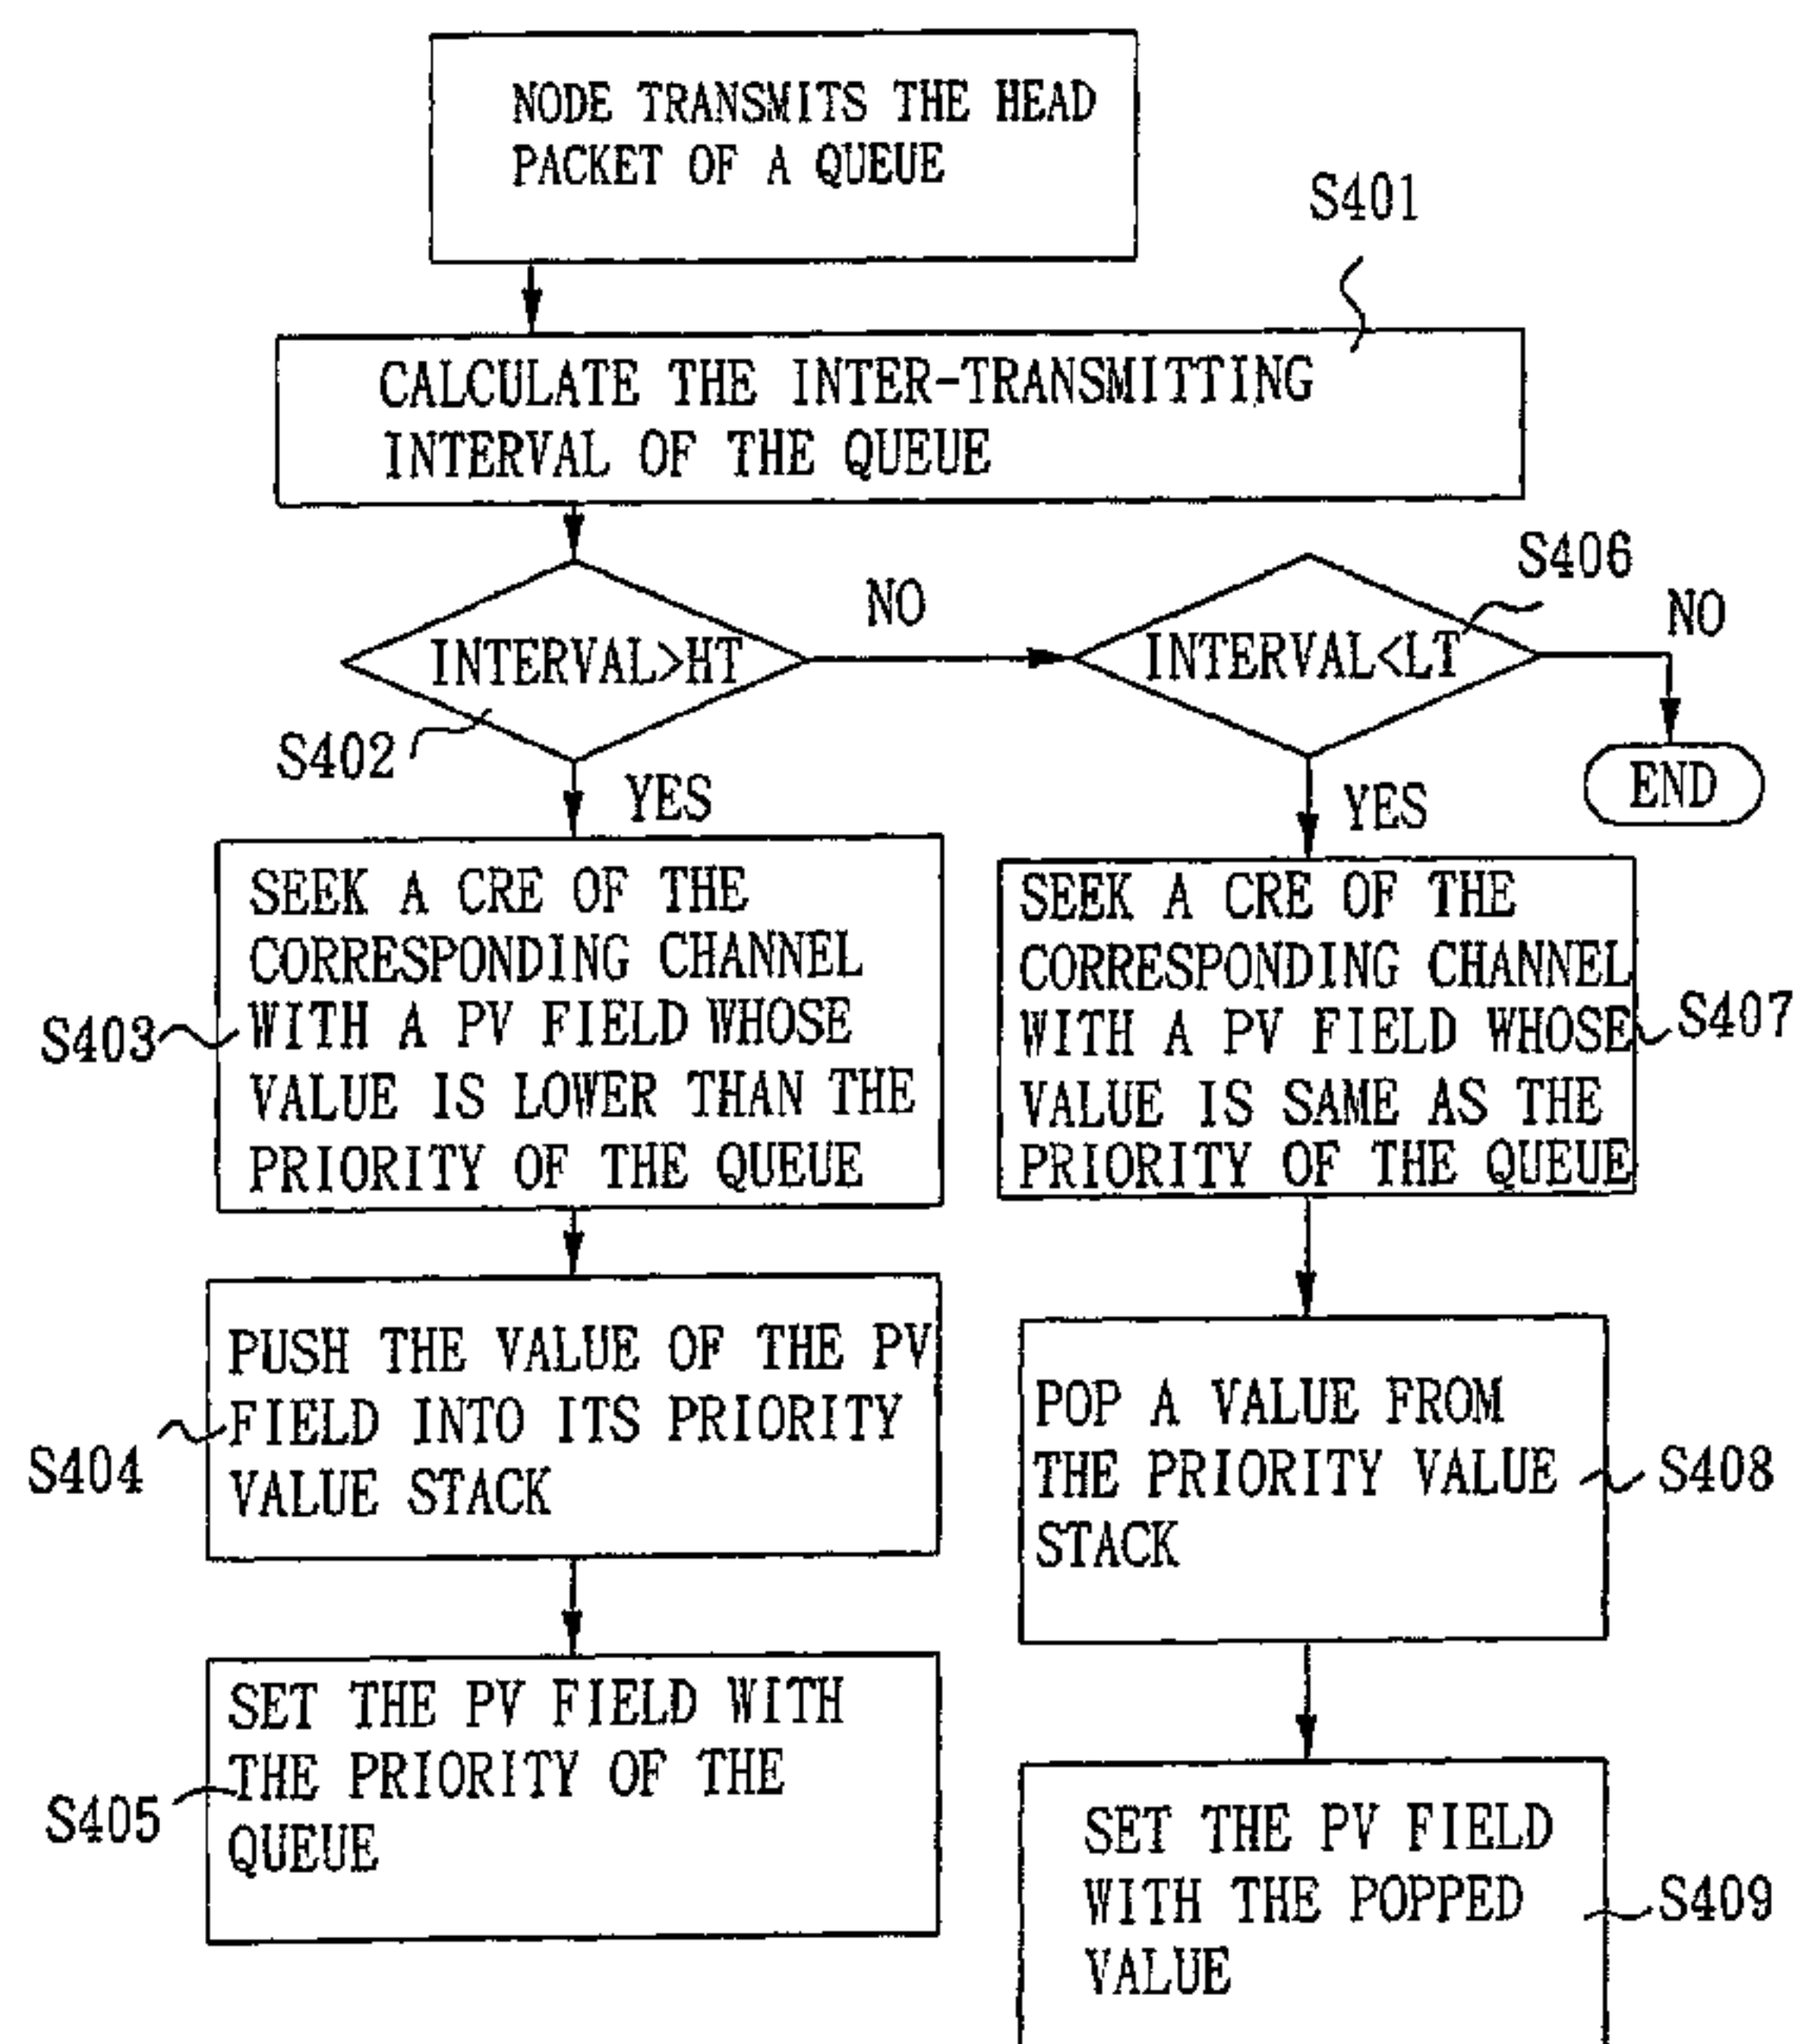 NODE TRANSMITS THE HEAD
PACKET OF A QUEUE
S401
CALCULATE THE INTER-TRANSMITTING
INTERVAL OF THE QUEUE
S406
NO
NO
INTERVAL>HT
INTERVAL<LT
S402
END
YES
YES
SEEK A CRE OF THE
CORRESPONDING CHANNEL
WITH A PV FIELD WHOSE
VALUE IS LOWER THAN THE
PRIORITY OF THE QUEUE
S403
SEEK A CRE OF THE
CORRESPONDING CHANNEL
WITH A PV FIELD WHOSE
VALUE IS SAME AS THE
PRIORITY OF THE QUEUE
S407
PUSH THE VALUE OF THE PV
FIELD INTO ITS PRIORITY
VALUE STACK
S404
POP A VALUE FROM
THE PRIORITY VALUE
STACK
S408
SET THE PV FIELD WITH
THE PRIORITY OF THE
QUEUE
S405
SET THE PV FIELD
WITH THE POPPED
VALUE
S409